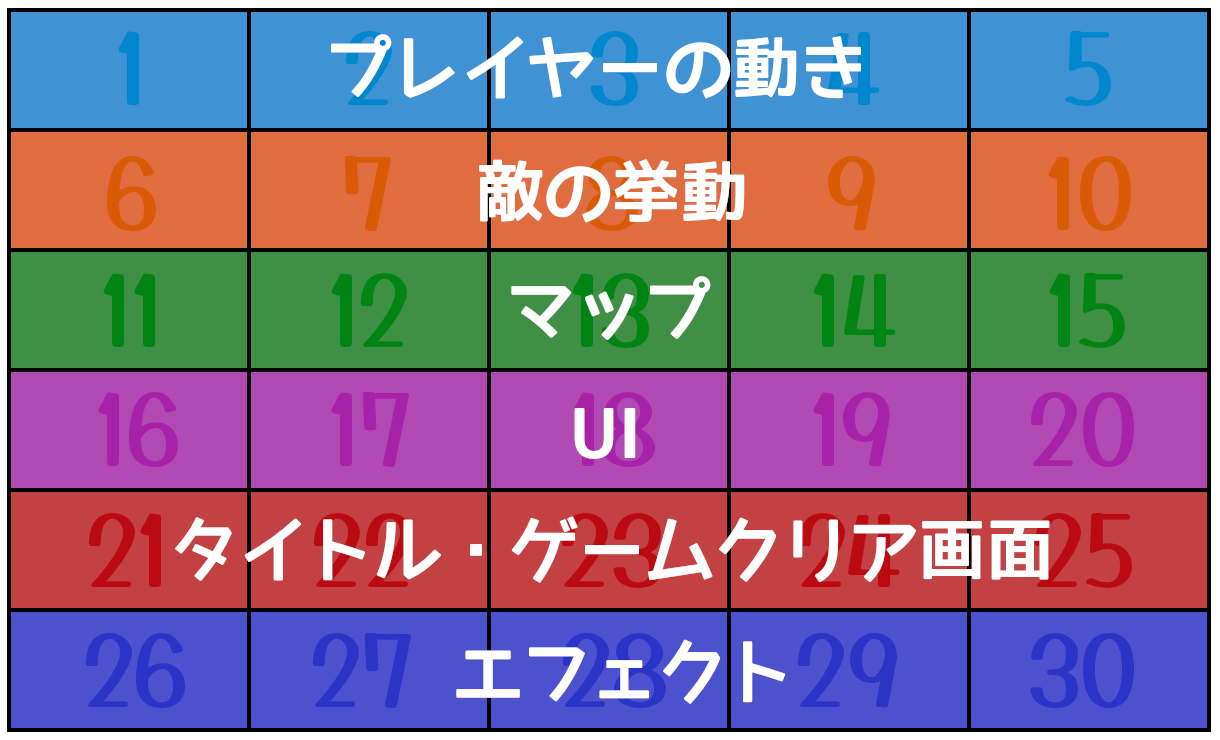 1 2 3 4 5
プレイヤーの動き
6 7 8 9 10
敵の挙動
11 12 13 14 15
マップ
16 17 18 19 20
UI
21 22 23 24 25
タイトル・ゲームクリア画面
26 27 28 29 30
エフェクト